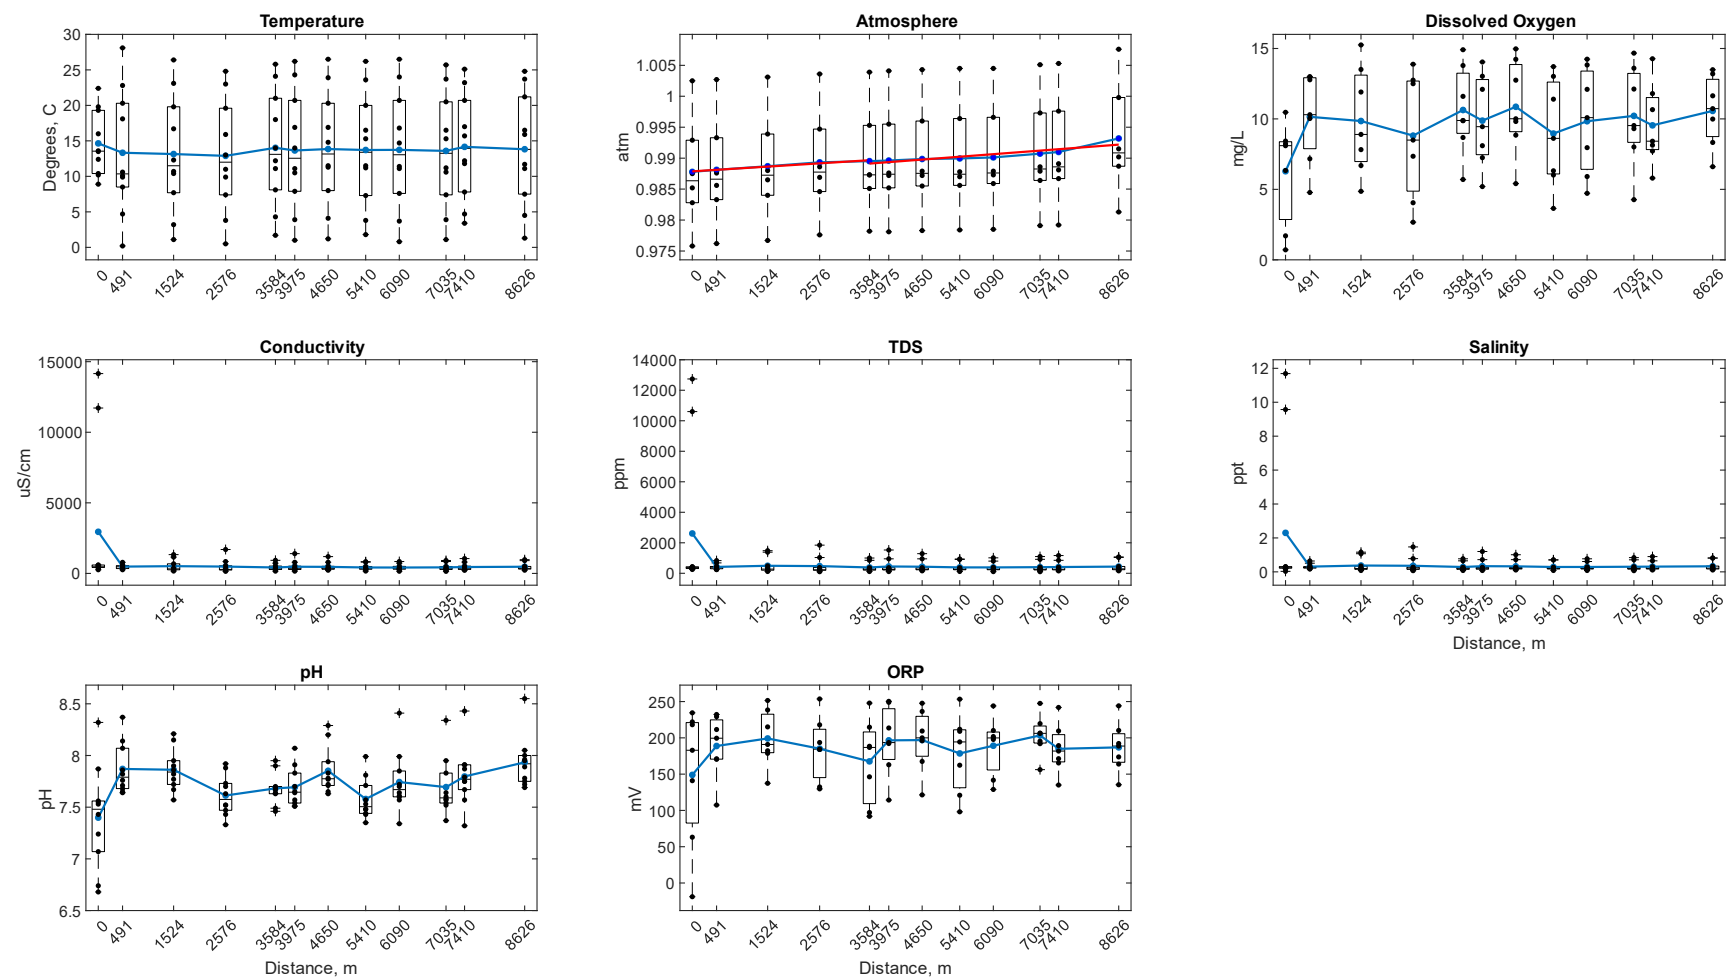 Temperature
Degrees, C
30
25
20
15
10
5
0
0 491 1524 2576 3584 3975 4650 5410 6090 7035 7410 8626
Atmosphere
atm
1.005
1
0.995
0.99
0.985
0.98
0.975
0 491 1524 2576 3584 3975 4650 5410 6090 7035 7410 8626
Dissolved Oxygen
mg/L
15
10
5
0
0 491 1524 2576 3584 3975 4650 5410 6090 7035 7410 8626
Conductivity
uS/cm
15000
10000
5000
0
0 491 1524 2576 3584 3975 4650 5410 6090 7035 7410 8626
TDS
ppm
14000
12000
10000
8000
6000
4000
2000
0
0 491 1524 2576 3584 3975 4650 5410 6090 7035 7410 8626
Salinity
ppt
12
10
8
6
4
2
0
0 491 1524 2576 3584 3975 4650 5410 6090 7035 7410 8626
Distance, m
pH
pH
8.5
8
7.5
7
6.5
0 491 1524 2576 3584 3975 4650 5410 6090 7035 7410 8626
Distance, m
ORP
mV
250
200
150
100
50
0
0 491 1524 2576 3584 3975 4650 5410 6090 7035 7410 8626
Distance, m